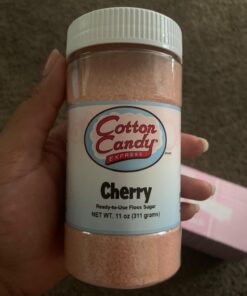 Cotton
Candy
EXPRESS
Cherry
Ready-to-Use Floss Sugar
NET WT. 11 oz (311 grams)